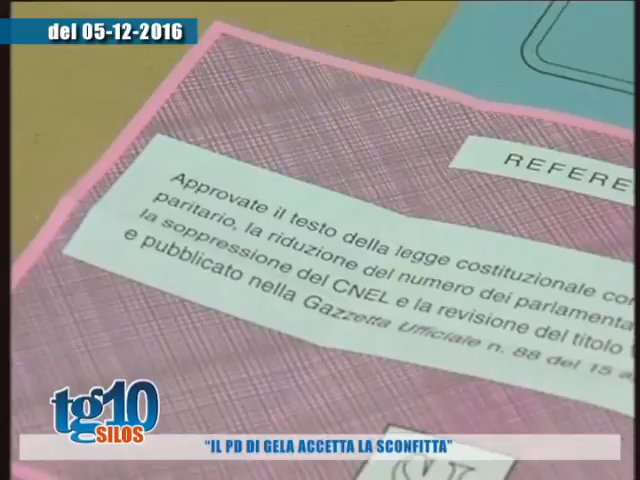 del 05-12-2016
REFERE
Approvate il testo della legge costituzionale con
paritario, la riduzione del numero dei parlamenta
la soppressione del CNEL e la revisione del titolo
e pubblicato nella Gazzetta Ufficiale n. 88 del 15 a
SI
tg10
SILOS
"IL PD DI GELA ACCETTA LA SCONFITTA"